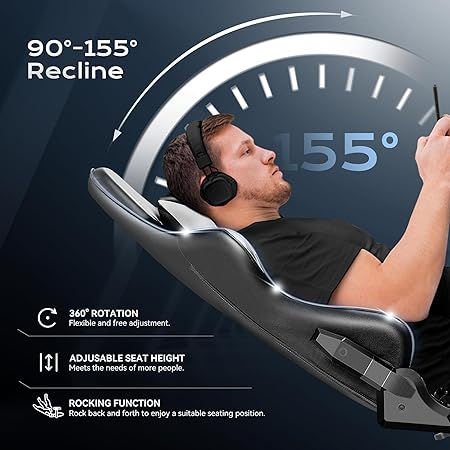 90°-155°
Recline
155°
360° ROTATION
Flexible and free adjustment.
ADJUSABLE SEAT HEIGHT
Meets the needs of more people.
ROCKING FUNCTION
Rock back and forth to enjoy a suitable seating position.